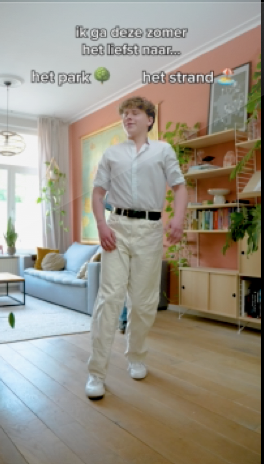 ik ga deze zomer
het liefst naar...
het park 🌳 het strand 🏖️